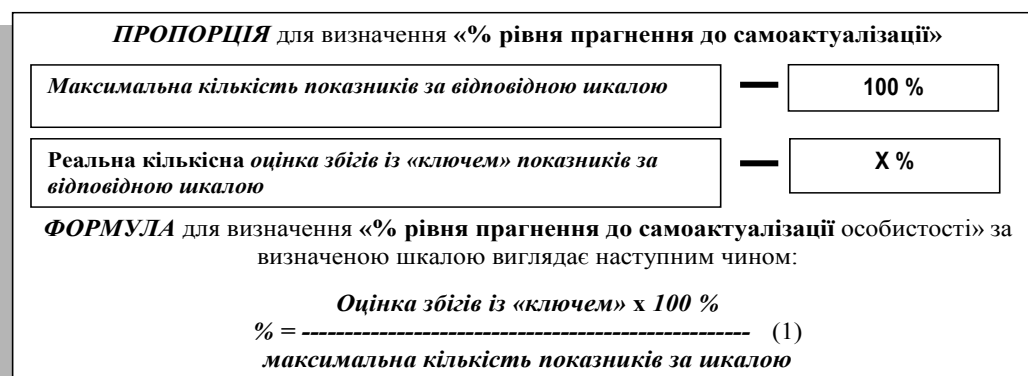 ПРОПОРЦІЯ для визначення «% рівня прагнення до самоактуалізації»
Максимальна кількість показників за відповідною шкалою
100 %
Реальна кількісна оцінка збігів із «ключем» показників за
відповідною шкалою
X %
ФОРМУЛА для визначення «% рівня прагнення до самоактуалізації особистості» за
визначеною шкалою виглядає наступним чином:
Оцінка збігів із «ключем» х 100 %
% = ---------------------------------------------------- (1)
максимальна кількість показників за шкалою